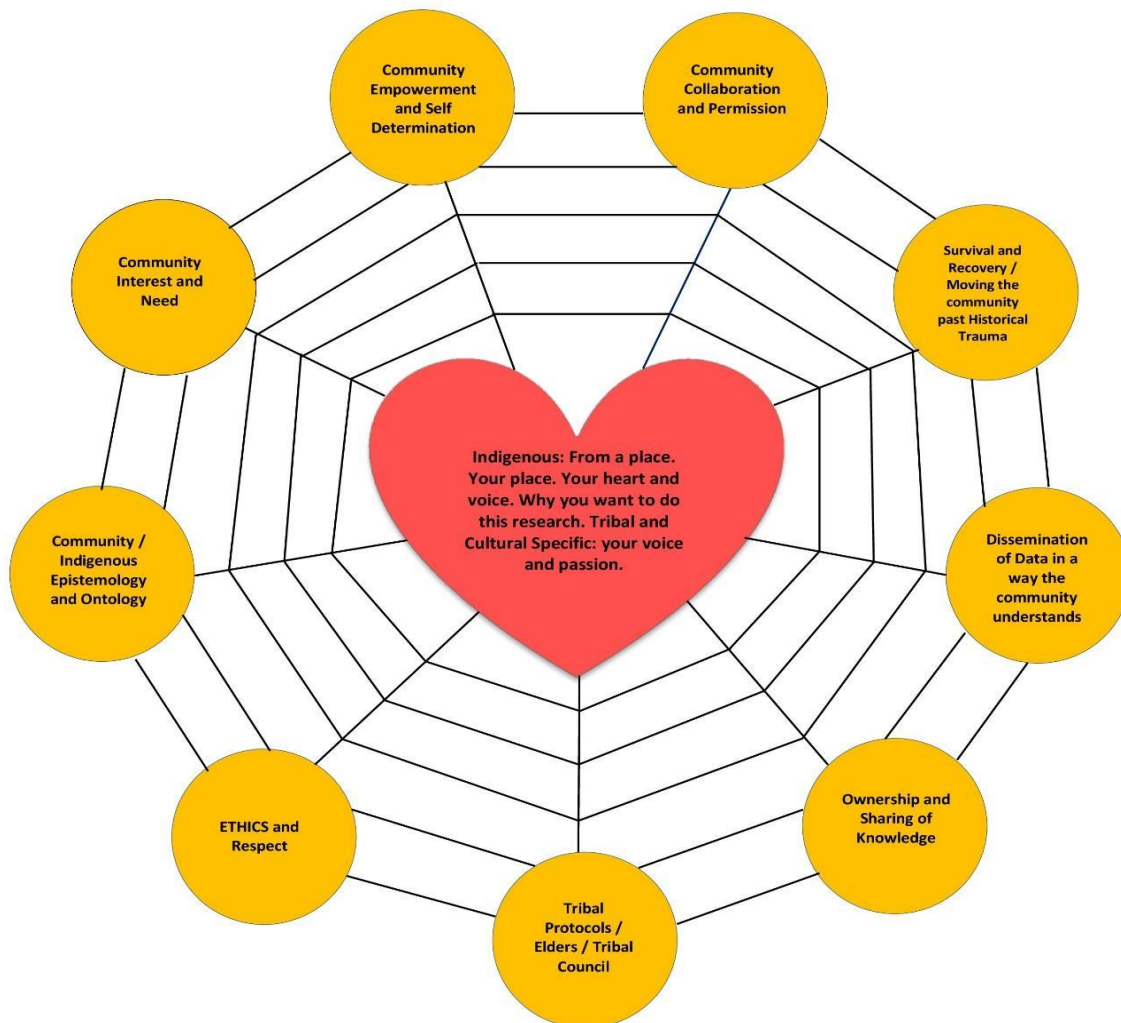 Community
Empowerment
and Self
Determination
Community
Collaboration
and Permission
Survival and
Recovery /
Moving the
community
past Historical
Trauma
Dissemination
of Data in a
way the
community
understands
Ownership and
Sharing of
Knowledge
Tribal
Protocols /
Elders / Tribal
Council
ETHICS and
Respect
Community /
Indigenous
Epistemology
and Ontology
Community
Interest and
Need
Indigenous: From a place.
Your place. Your heart and
voice. Why you want to do
this research. Tribal and
Cultural Specific: your voice
and passion.